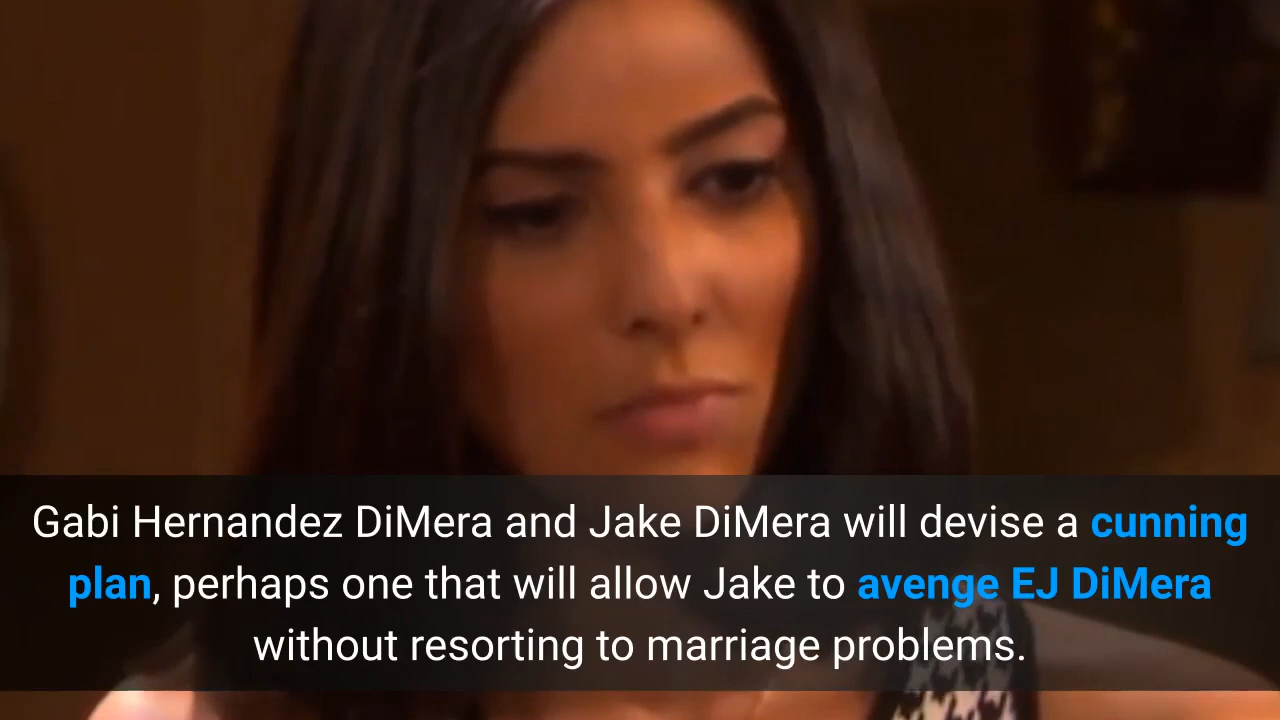 Gabi Hernandez DiMera and Jake DiMera will devise a cunning
plan, perhaps one that will allow Jake to avenge EJ DiMera
without resorting to marriage problems.